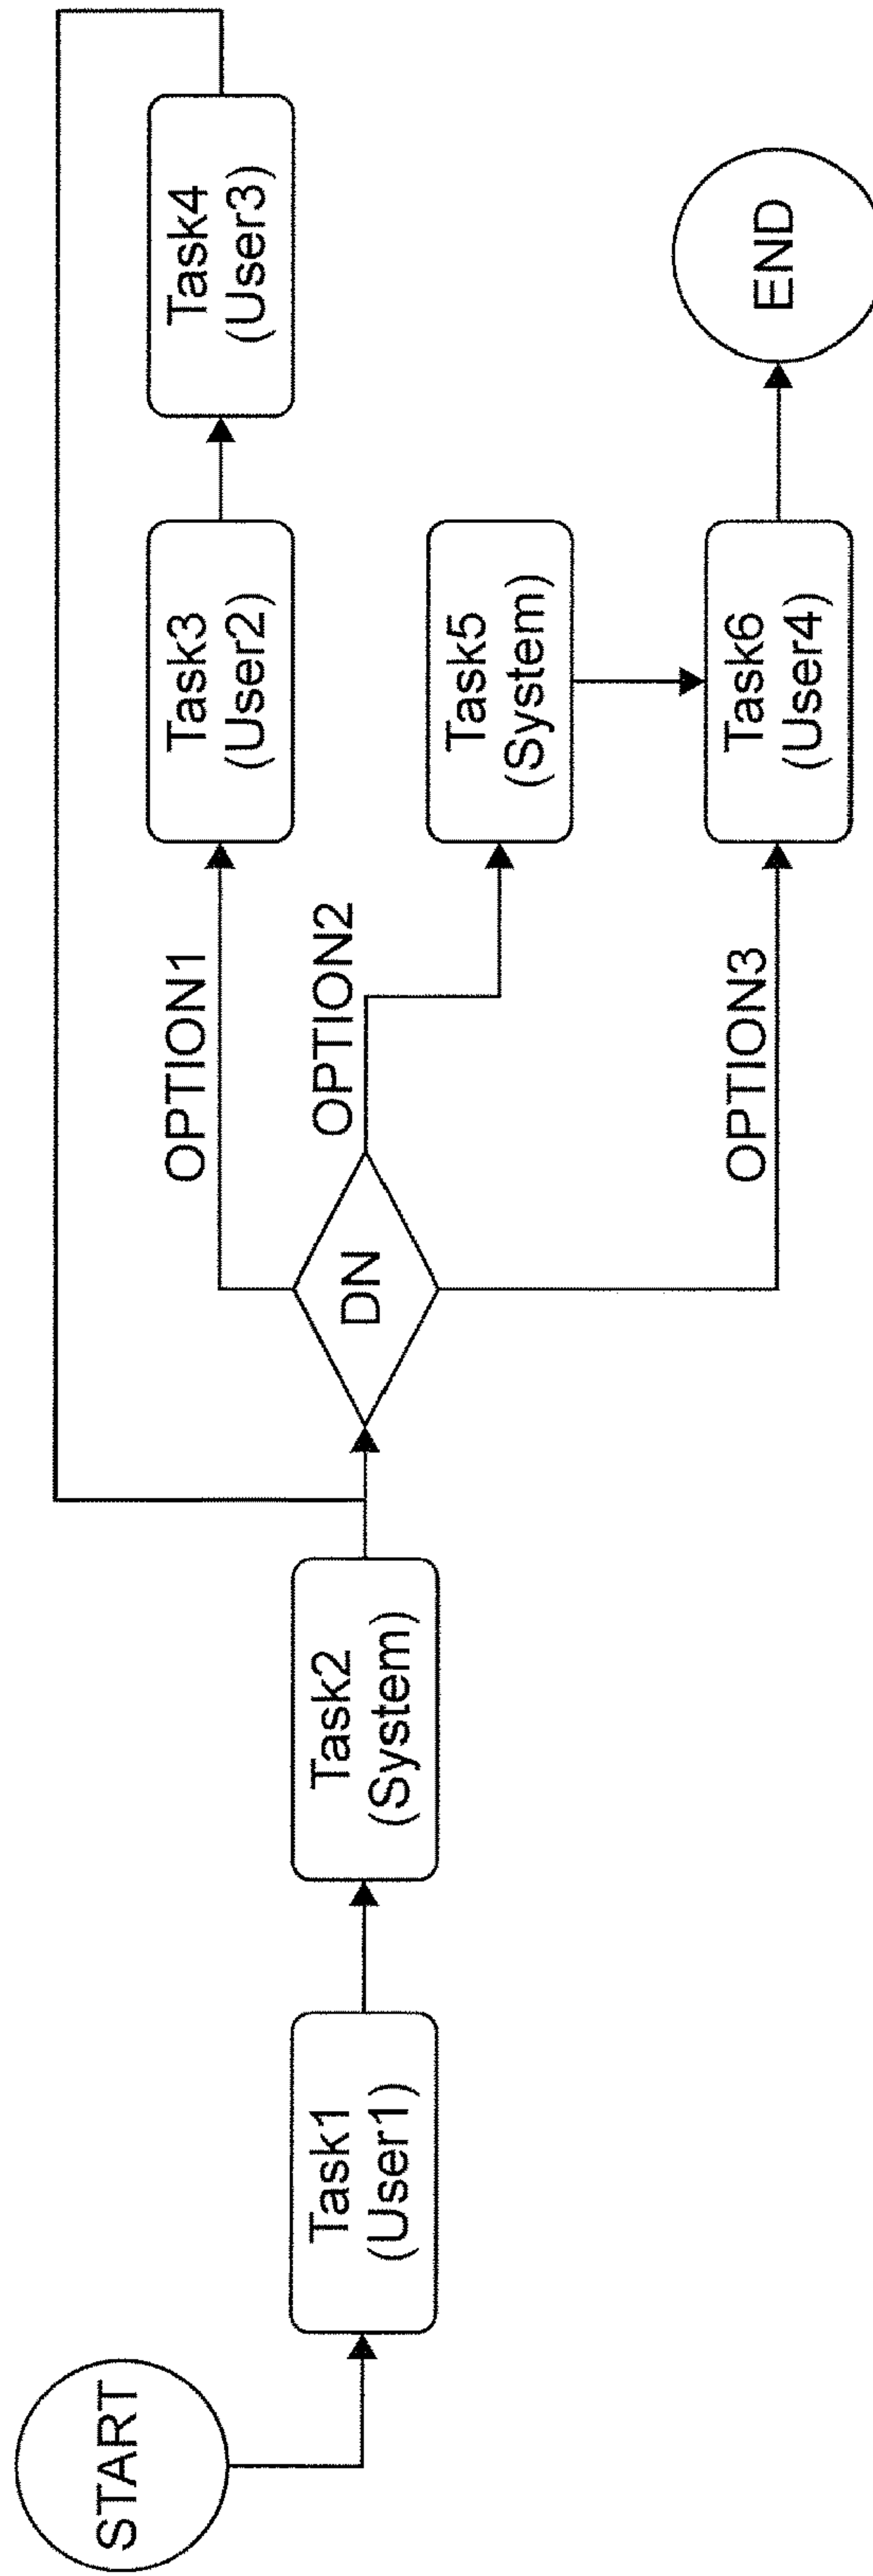 START
Task1
(User1)
Task2
(System)
DN
OPTION1
Task3
(User2)
Task4
(User3)
OPTION2
Task5
(System)
OPTION3
Task6
(User4)
END